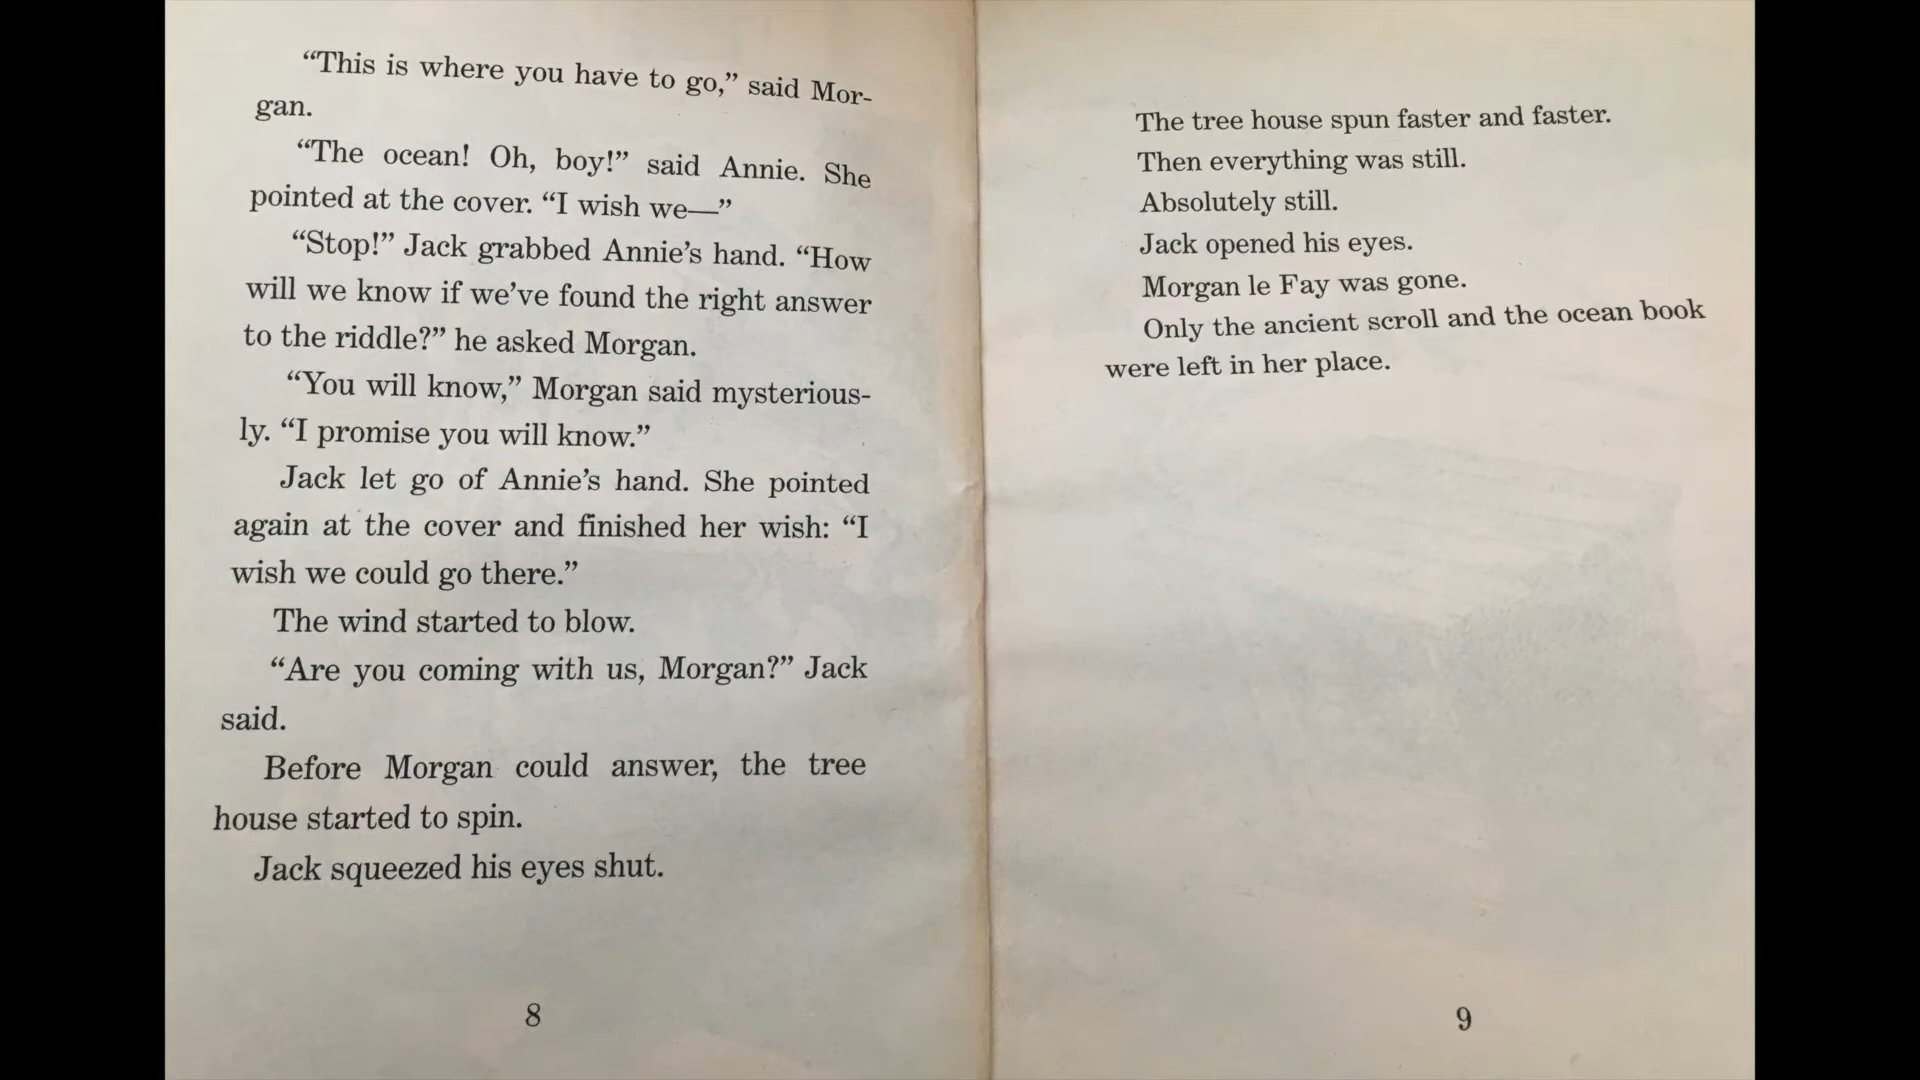 “This is where you have to go,” said Mor-
gan.
“The ocean! Oh, boy!” said Annie. She
pointed at the cover. “I wish we—”
“Stop!” Jack grabbed Annie’s hand. “How
will we know if we’ve found the right answer
to the riddle?” he asked Morgan.
“You will know,” Morgan said mysterious-
ly. “I promise you will know.”
Jack let go of Annie’s hand. She pointed
again at the cover and finished her wish: “I
wish we could go there.”
The wind started to blow.
“Are you coming with us, Morgan?” Jack
said.
Before Morgan could answer, the tree
house started to spin.
Jack squeezed his eyes shut.
8
The tree house spun faster and faster.
Then everything was still.
Absolutely still.
Jack opened his eyes.
Morgan le Fay was gone.
Only the ancient scroll and the ocean book
were left in her place.
9